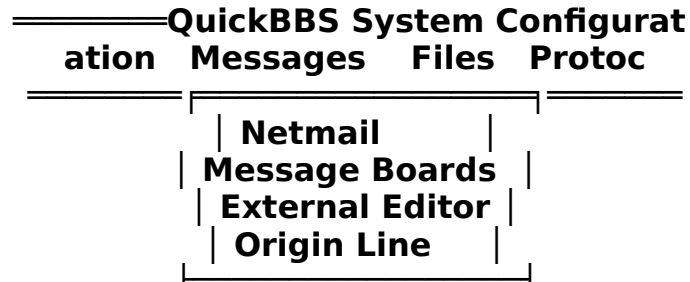 ══════════QuickBBS System Configurat
ation Messages Files Protoc
══════════╒══════════════════════╕═════════
│ Netmail │
│ Message Boards │
│ External Editor │
│ Origin Line │
╘══════════════════════╛